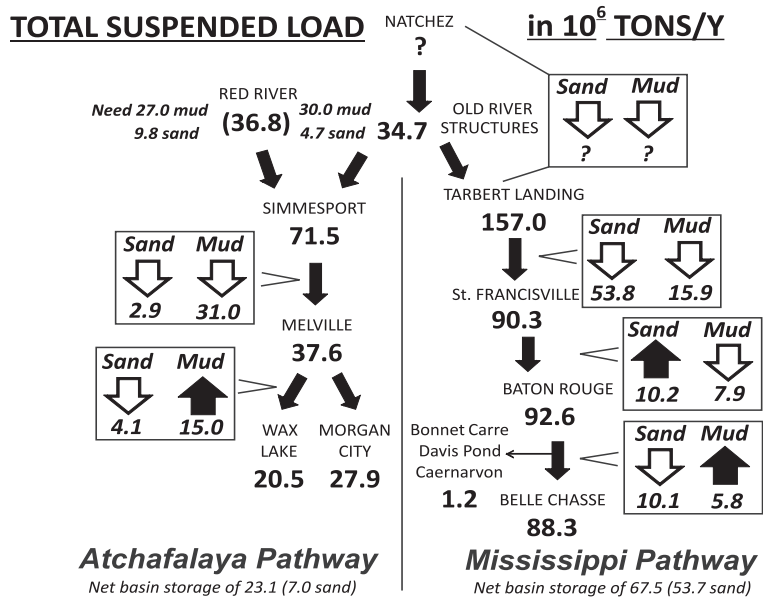 TOTAL SUSPENDED LOAD
in 10⁶ TONS/Y
NATCHEZ
?
Sand Mud
? ?
RED RIVER
Need 27.0 mud
9.8 sand
(36.8)
30.0 mud
4.7 sand
34.7
OLD RIVER
STRUCTURES
SIMMESPORT
71.5
Sand Mud
2.9 31.0
MELVILLE
37.6
Sand Mud
4.1 15.0
WAX
LAKE
20.5
MORGAN
CITY
27.9
TARBERT LANDING
157.0
Sand Mud
53.8 15.9
St. FRANCISVILLE
90.3
Sand Mud
10.2 7.9
BATON ROUGE
92.6
Bonnet Carre
Davis Pond
Caernarvon
1.2
Sand Mud
10.1 5.8
BELLE CHASSE
88.3
Atchafalaya Pathway
Net basin storage of 23.1 (7.0 sand)
Mississippi Pathway
Net basin storage of 67.5 (53.7 sand)